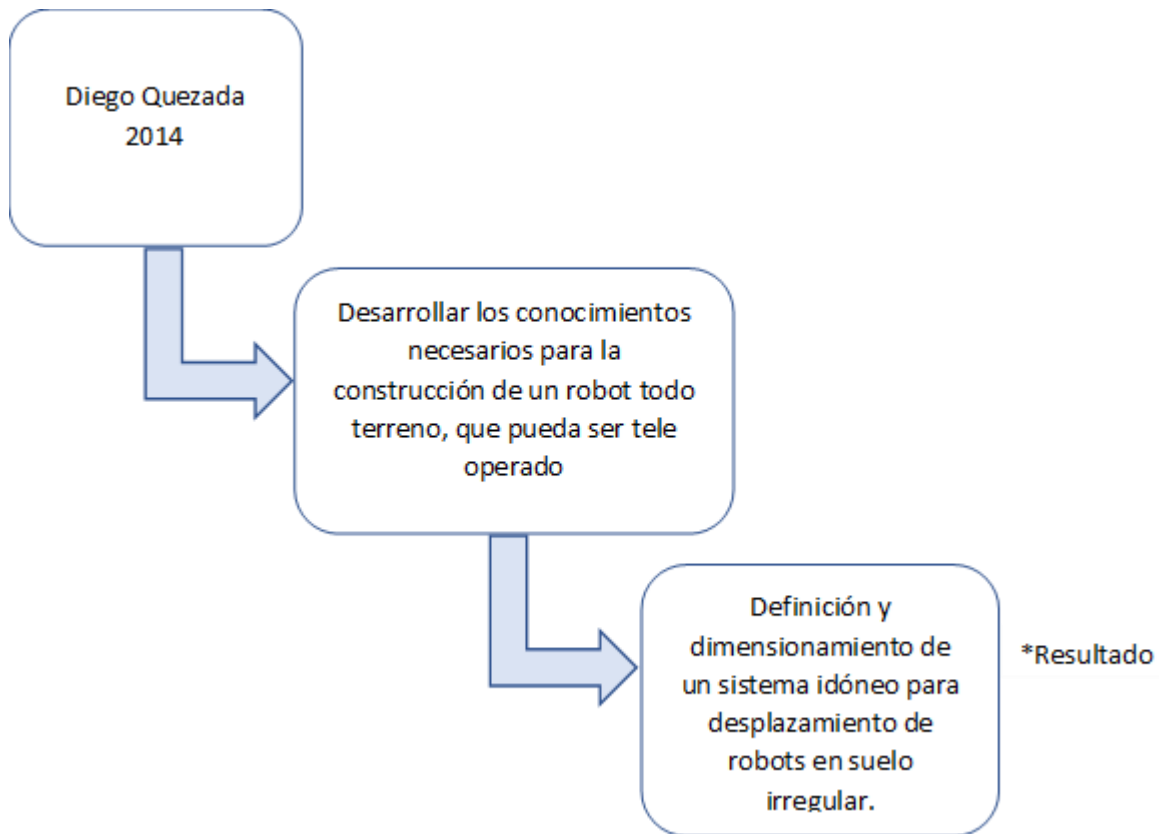 Diego Quezada
2014
Desarrollar los conocimientos
necesarios para la
construcción de un robot todo
terreno, que pueda ser tele
operado
Definición y
dimensionamiento de
un sistema idóneo para
desplazamiento de
robots en suelo
irregular.
*Resultado